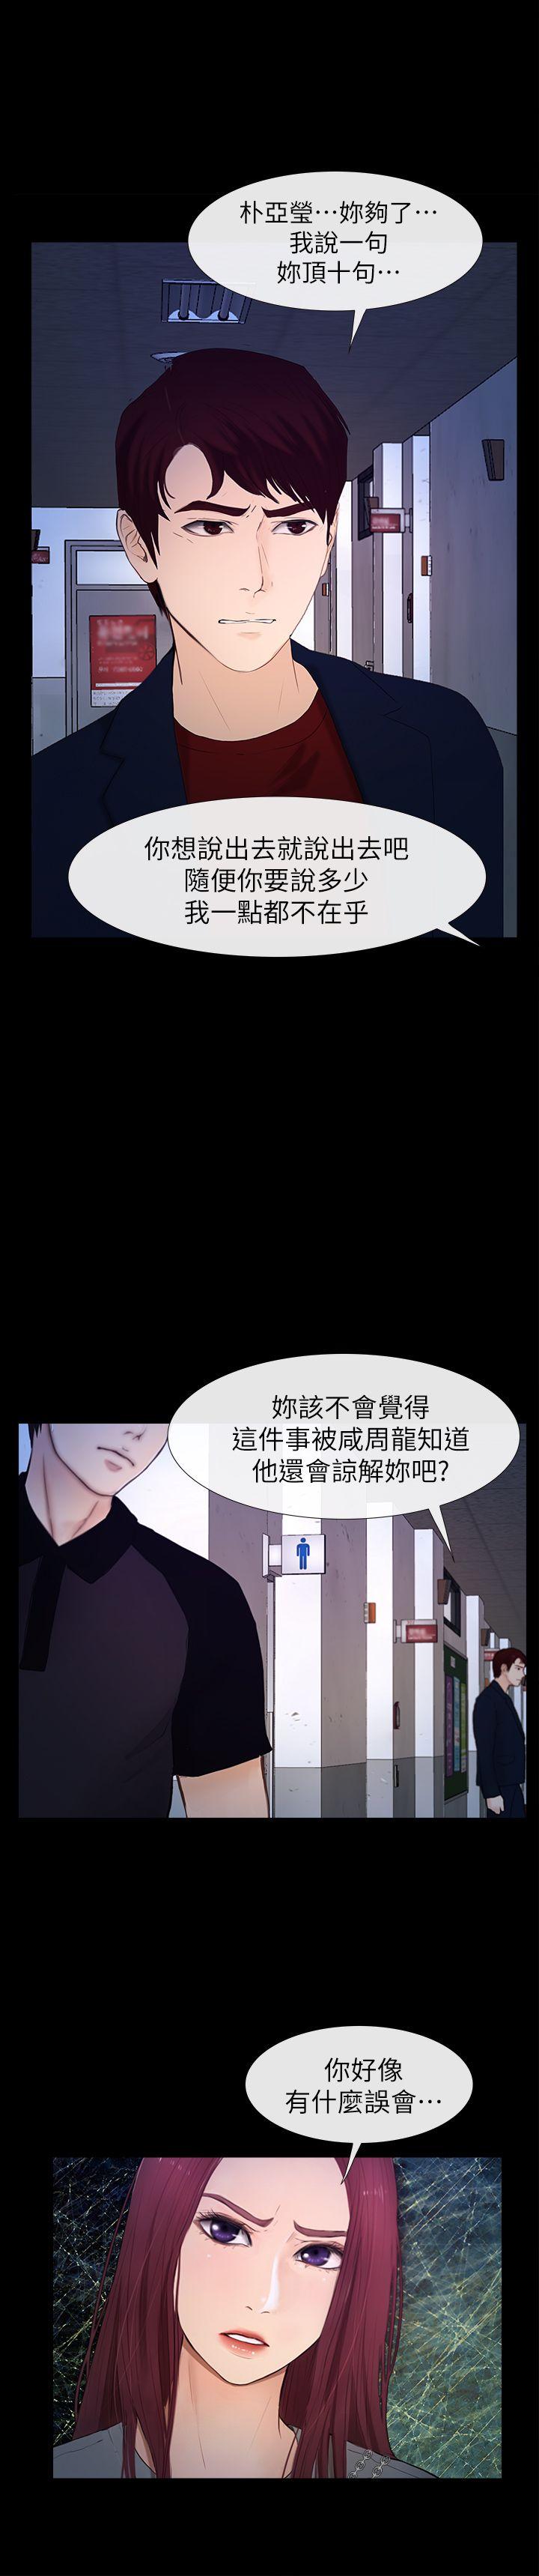 朴亞瑩⋯妳夠了⋯
我說一句
妳頂十句⋯
你想說出去就說出去吧
隨便你要說多少
我一點都不在乎
妳該不會覺得
這件事被咸周龍知道
他還會諒解妳吧?
你好像
有什麼誤會⋯